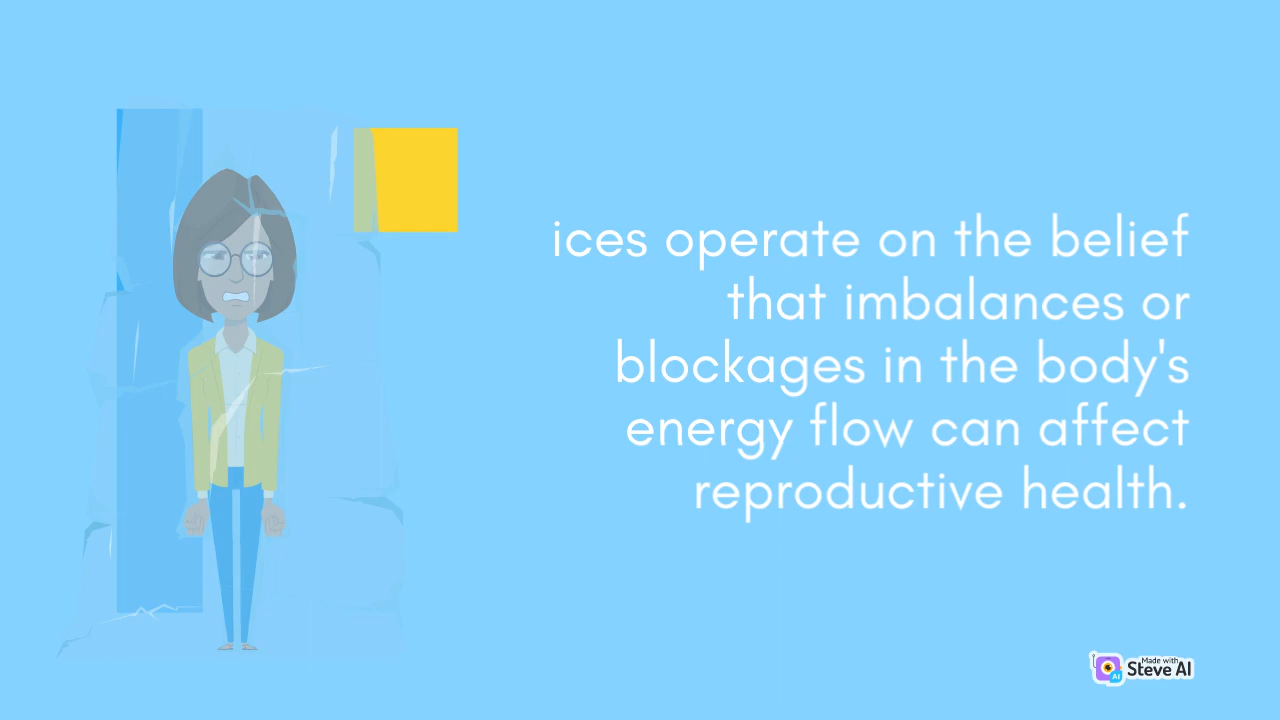 ices operate on the belief
that imbalances or
blockages in the body's
energy flow can affect
reproductive health.
Made with
Steve AI
AI